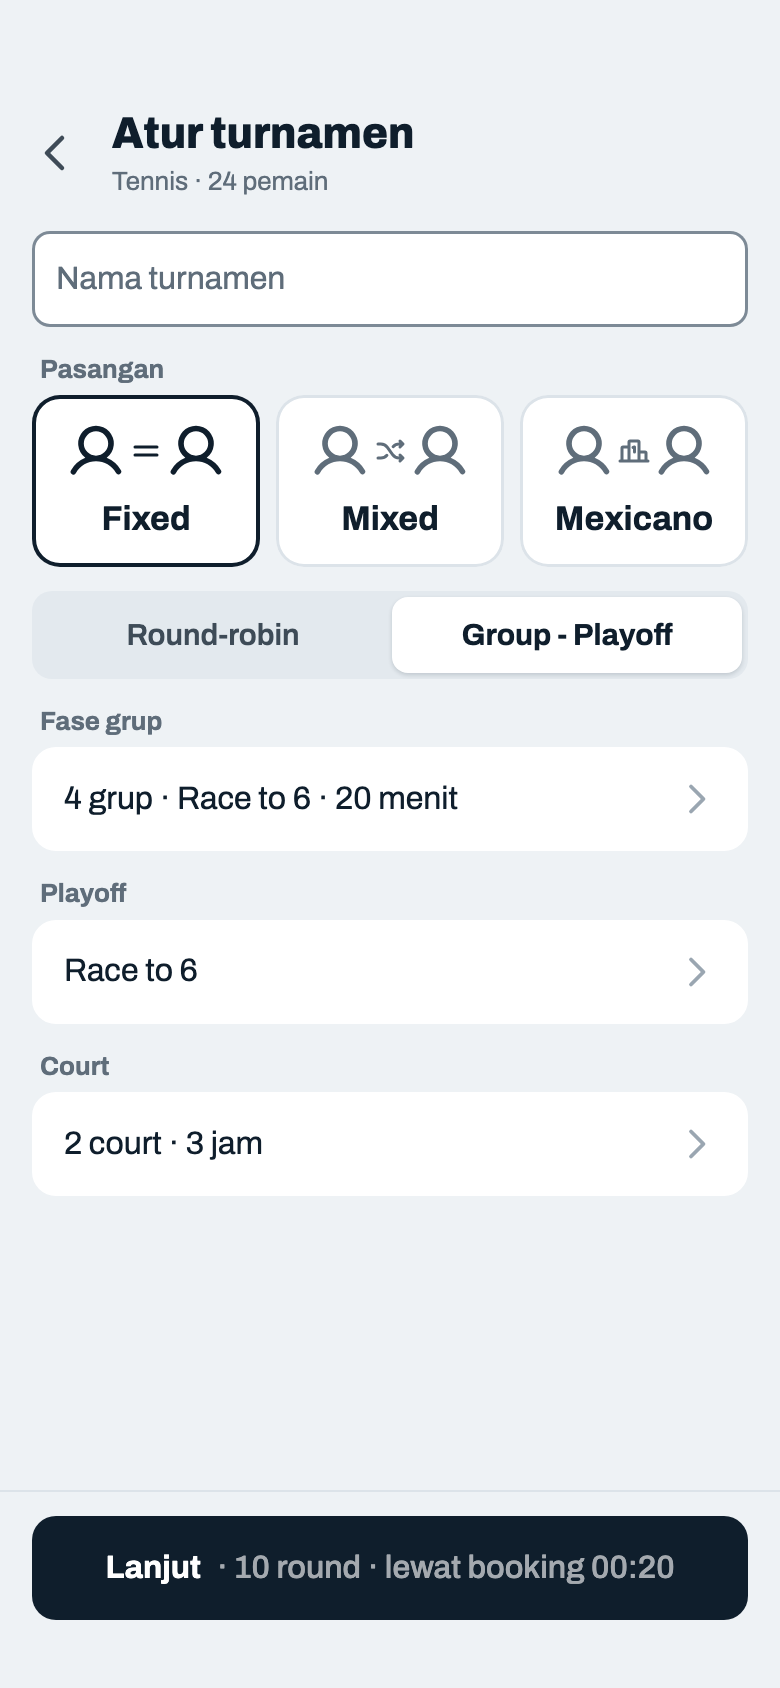 Atur turnamen
Tennis · 24 pemain
Nama turnamen
Pasangan
Fixed
Mixed
Mexicano
Round-robin
Group - Playoff
Fase grup
4 grup · Race to 6 · 20 menit
Playoff
Race to 6
Court
2 court · 3 jam
Lanjut · 10 round · lewat booking 00:20